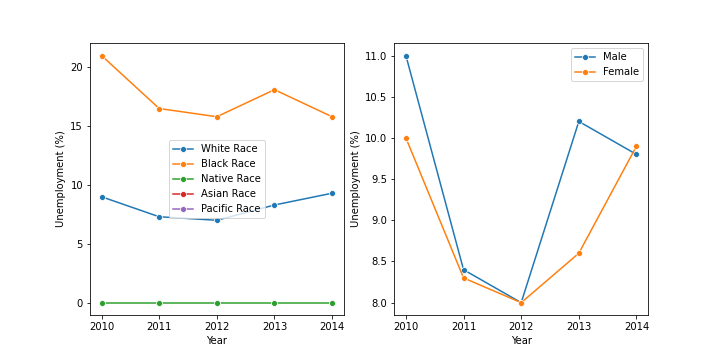 20
15
10
5
0
Unemployment (%)
White Race
Black Race
Native Race
Asian Race
Pacific Race
2010 2011 2012 2013 2014
Year
11.0
10.5
10.0
9.5
9.0
8.5
8.0
Unemployment (%)
Male
Female
2010 2011 2012 2013 2014
Year